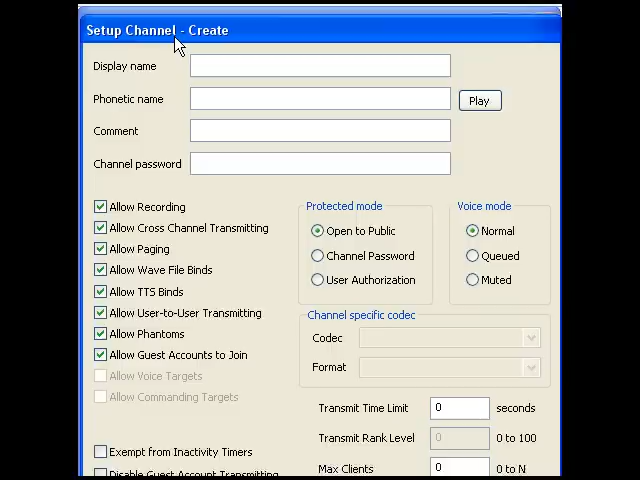 Setup Channel - Create
Display name
Phonetic name
Play
Comment
Channel password
Allow Recording
Allow Cross Channel Transmitting
Allow Paging
Allow Wave File Binds
Allow TTS Binds
Allow User-to-User Transmitting
Allow Phantoms
Allow Guest Accounts to Join
Allow Voice Targets
Allow Commanding Targets
Exempt from Inactivity Timers
Disable Guest Account Transmitting
Protected mode
Open to Public
Channel Password
User Authorization
Voice mode
Normal
Queued
Muted
Channel specific codec
Codec
Format
Transmit Time Limit 0 seconds
Transmit Rank Level 0 0 to 100
Max Clients 0 0 to N